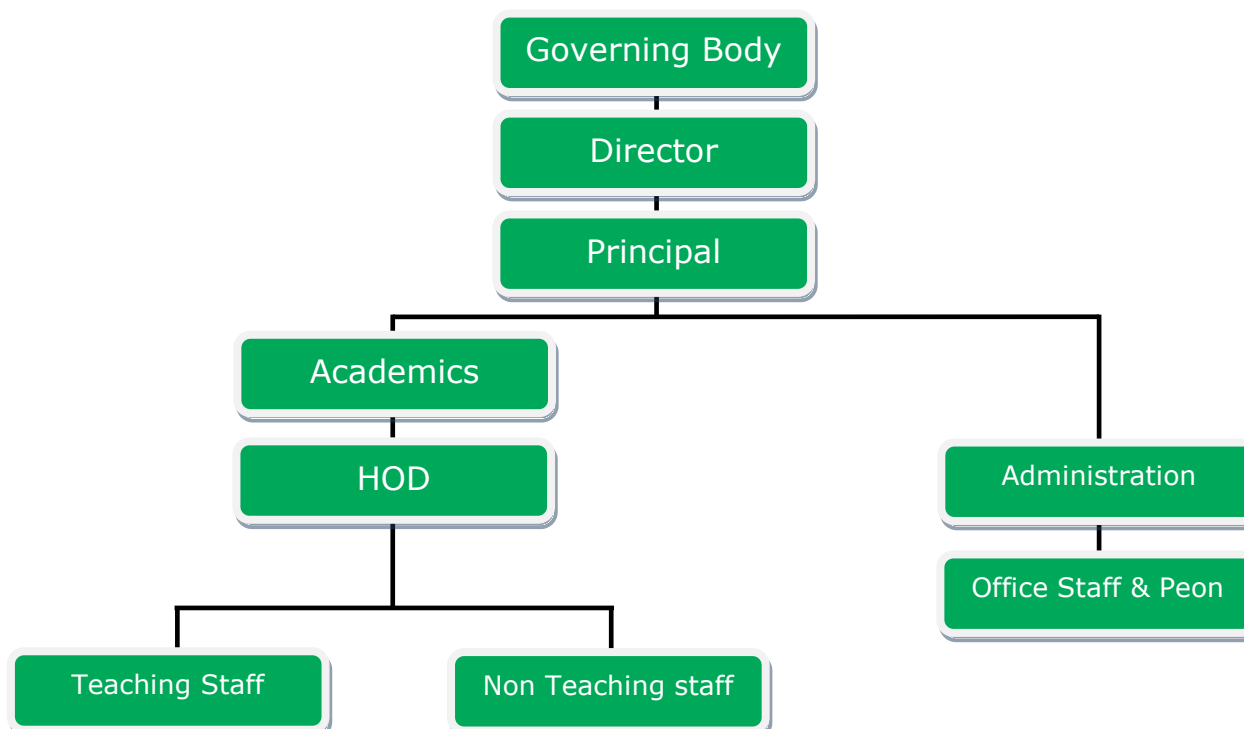 Governing Body
Director
Principal
Academics
HOD
Administration
Office Staff & Peon
Teaching Staff
Non Teaching staff